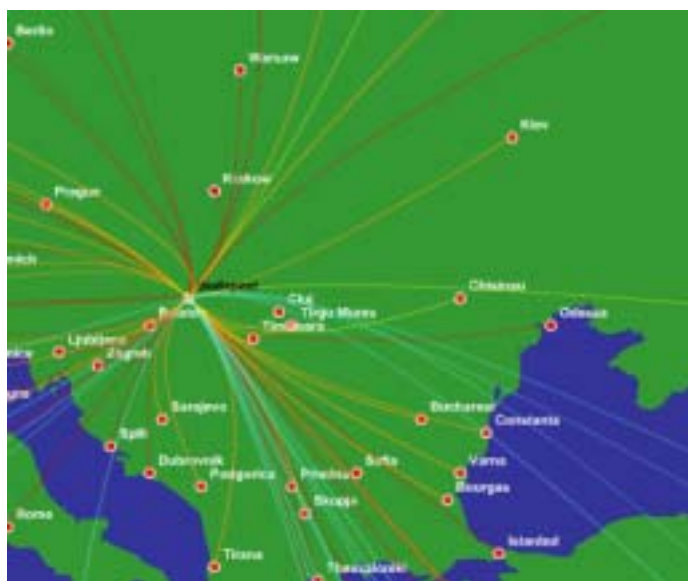 Berlin
Warsaw
Kiev
Krakow
Prague
Budapest
Chisinau
Cluj
Tirgu Mures
Odessa
Timisoara
Ljubljana
Zagreb
Sarajevo
Bucharest
Constanta
Split
Dubrovnik
Podgorica
Pristina
Sofia
Varna
Bourgas
Skopje
Rome
Istanbul
Tirana
Thessaloniki